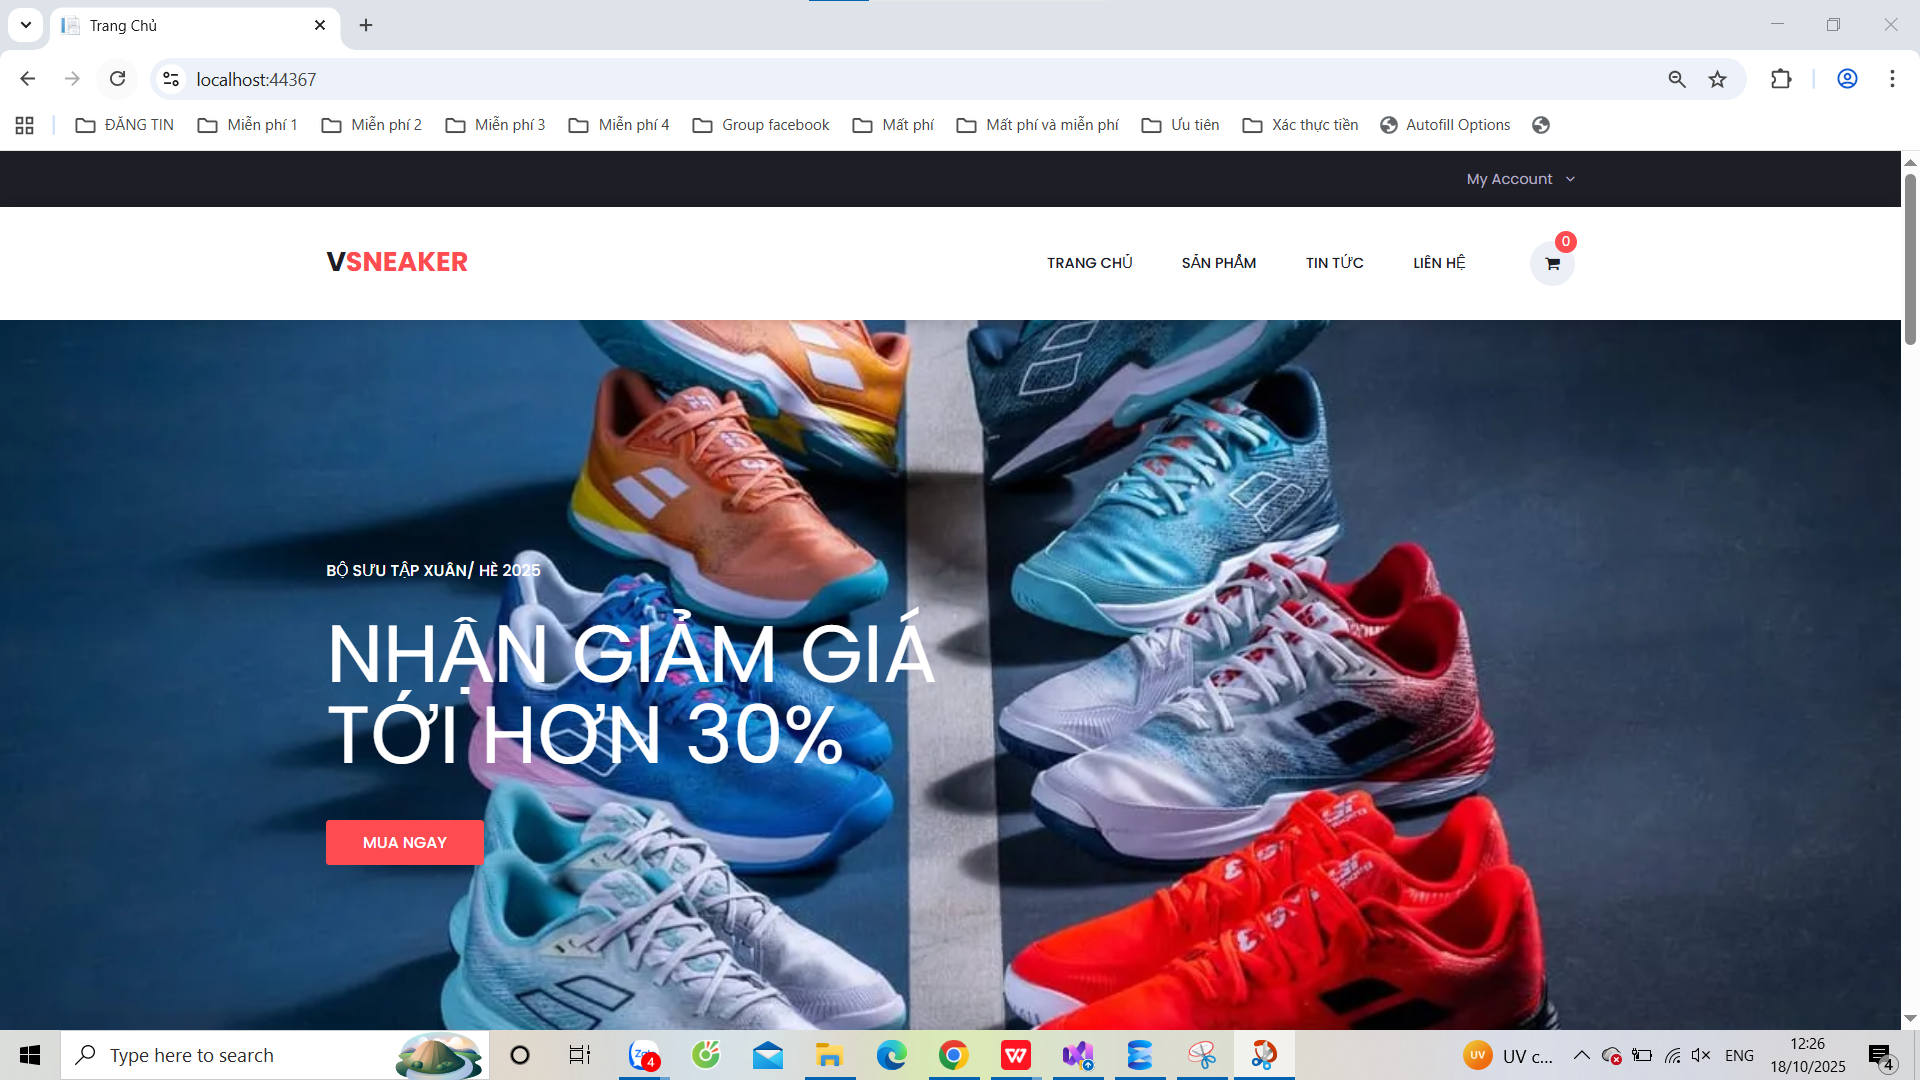 Trang Chủ
localhost:44367
ĐĂNG TIN
Miễn phí 1
Miễn phí 2
Miễn phí 3
Miễn phí 4
Group facebook
Mất phí
Mất phí và miễn phí
Ưu tiên
Xác thực tiền
Autofill Options
My Account
VSNEAKER
TRANG CHỦ
SẢN PHẨM
TIN TỨC
LIÊN HỆ
0
BỘ SƯU TẬP XUÂN/ HÈ 2025
NHẬN GIẢM GIÁ
TỚI HƠN 30%
MUA NGAY
Type here to search
4
UV
UV c...
ENG
12:26
18/10/2025
4